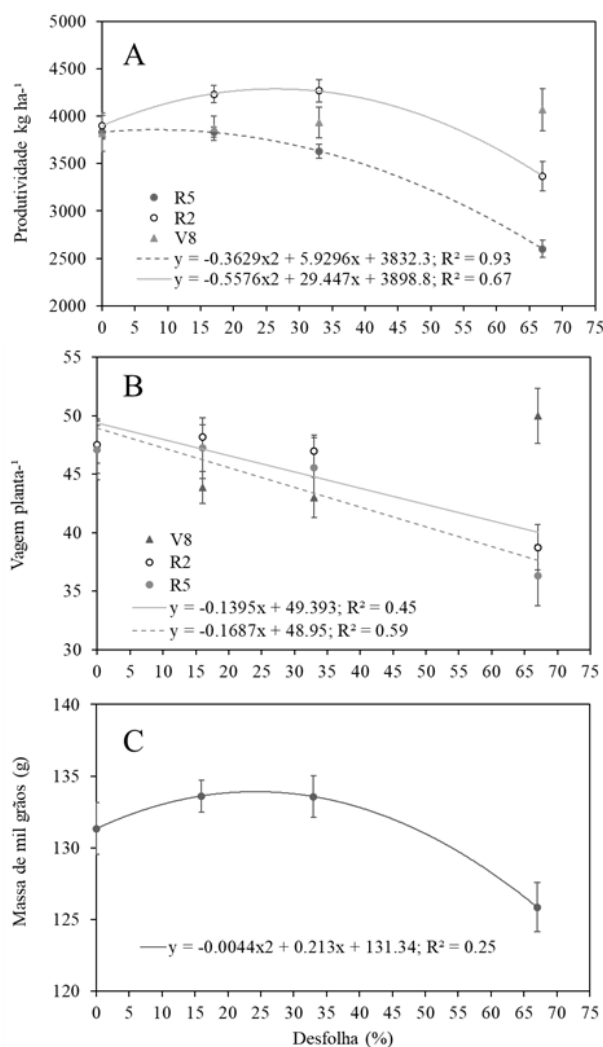 A
5000
4500
4000
3500
3000
2500
2000
Produtividade kg ha-¹
R5
R2
V8
y = -0.3629x2 + 5.9296x + 3832.3; R² = 0.93
y = -0.5576x2 + 29.447x + 3898.8; R² = 0.67
0 5 10 15 20 25 30 35 40 45 50 55 60 65 70 75
B
55
50
45
40
35
30
Vagem planta-¹
V8
R2
R5
y = -0.1395x + 49.393; R² = 0.45
y = -0.1687x + 48.95; R² = 0.59
0 5 10 15 20 25 30 35 40 45 50 55 60 65 70 75
C
140
135
130
125
120
Massa de mil grãos (g)
y = -0.0044x2 + 0.213x + 131.34; R² = 0.25
0 5 10 15 20 25 30 35 40 45 50 55 60 65 70 75
Desfolha (%)